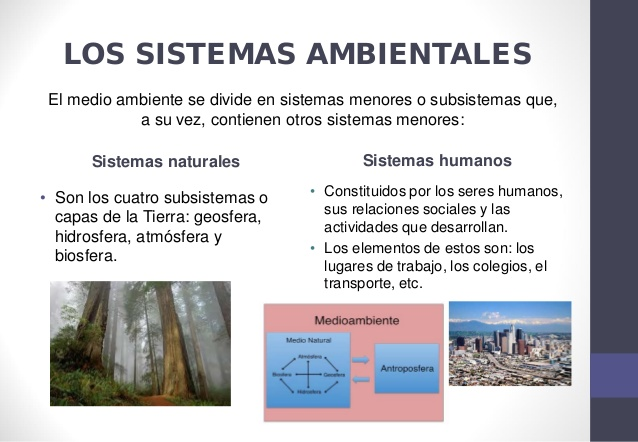 LOS SISTEMAS AMBIENTALES
El medio ambiente se divide en sistemas menores o subsistemas que,
a su vez, contienen otros sistemas menores:
Sistemas naturales
• Son los cuatro subsistemas o
capas de la Tierra: geosfera,
hidrosfera, atmósfera y
biosfera.
Sistemas humanos
• Constituidos por los seres humanos,
sus relaciones sociales y las
actividades que desarrollan.
• Los elementos de estos son: los
lugares de trabajo, los colegios, el
transporte, etc.
Medioambiente
Medio Natural
Atmósfera
Biosfera
Geosfera
Hidrosfera
Antroposfera